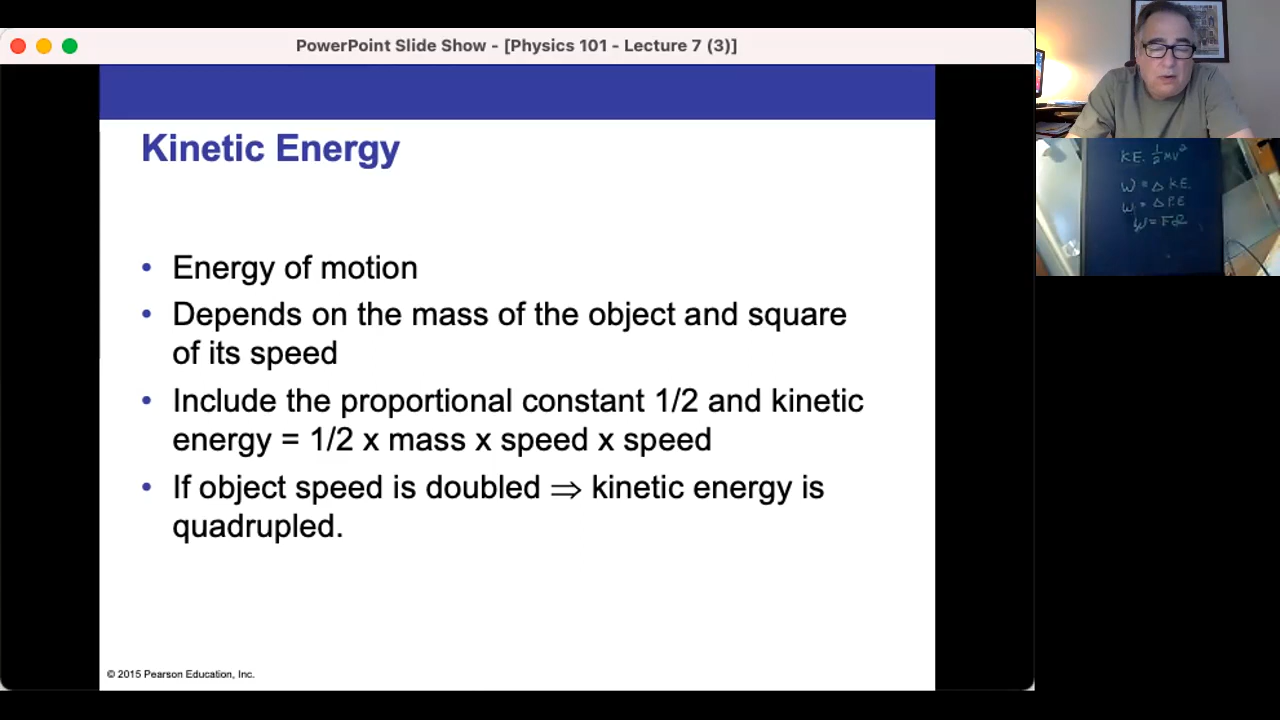 PowerPoint Slide Show - [Physics 101 - Lecture 7 (3)]
Kinetic Energy
• Energy of motion
• Depends on the mass of the object and square
of its speed
• Include the proportional constant 1/2 and kinetic
energy = 1/2 x mass x speed x speed
• If object speed is doubled ⇒ kinetic energy is
quadrupled.
© 2015 Pearson Education, Inc.
K.E. ½ MV²
W = Δ K.E.
W = Δ P.E
W = Fd